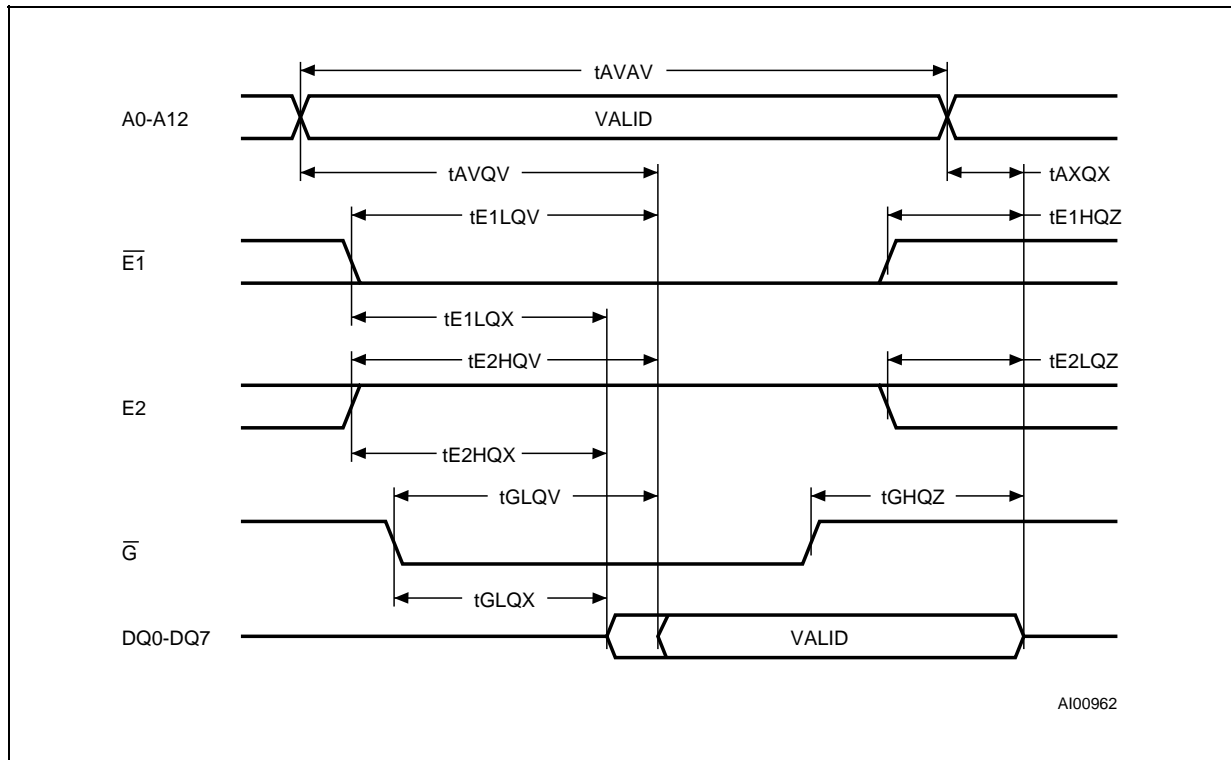 tAVAV
A0-A12
VALID
tAVQV
tAXQX
tE1LQV
tE1HQZ
E1
tE1LQX
tE2HQV
tE2LQZ
E2
tE2HQX
tGLQV
tGHQZ
G
tGLQX
DQ0-DQ7
VALID
AI00962